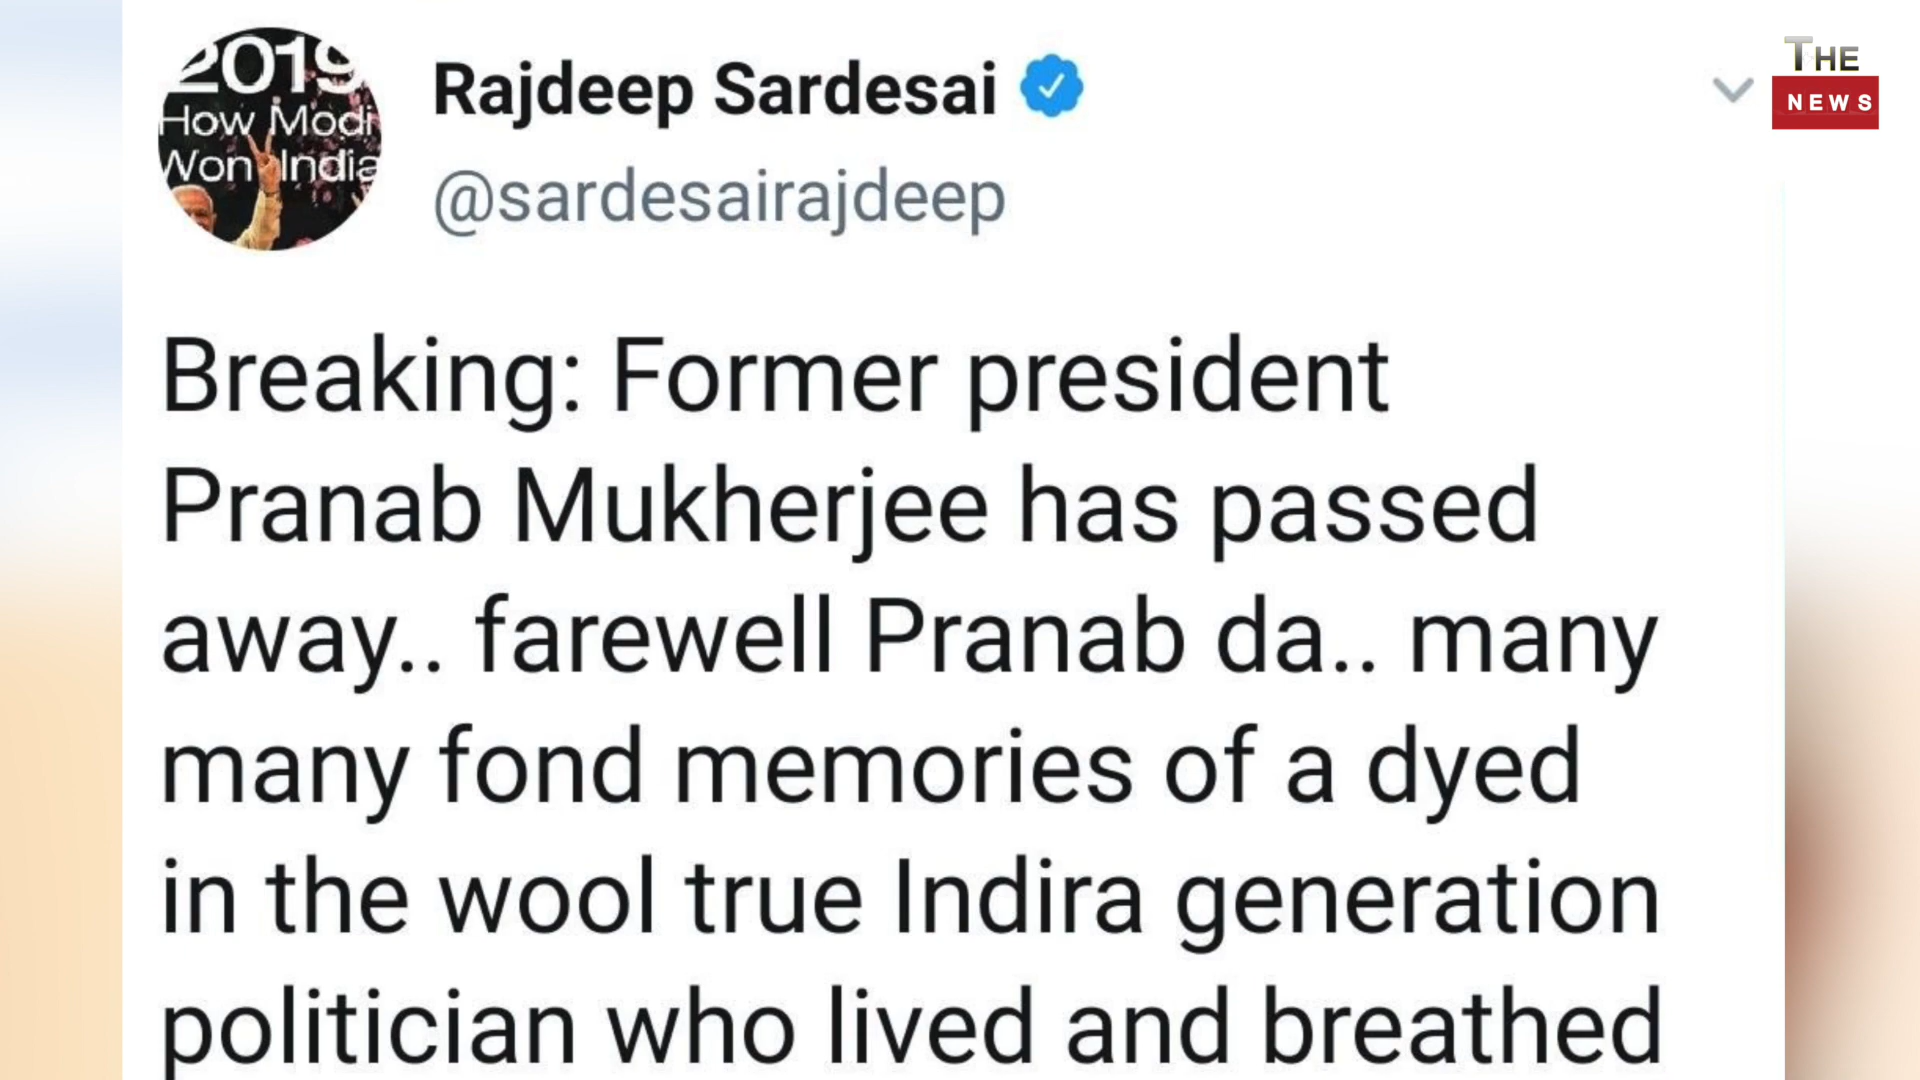 2019
How Modi
Won India
Rajdeep Sardesai
@sardesairajdeep
THE
NEWS
Breaking: Former president
Pranab Mukherjee has passed
away.. farewell Pranab da.. many
many fond memories of a dyed
in the wool true Indira generation
politician who lived and breathed